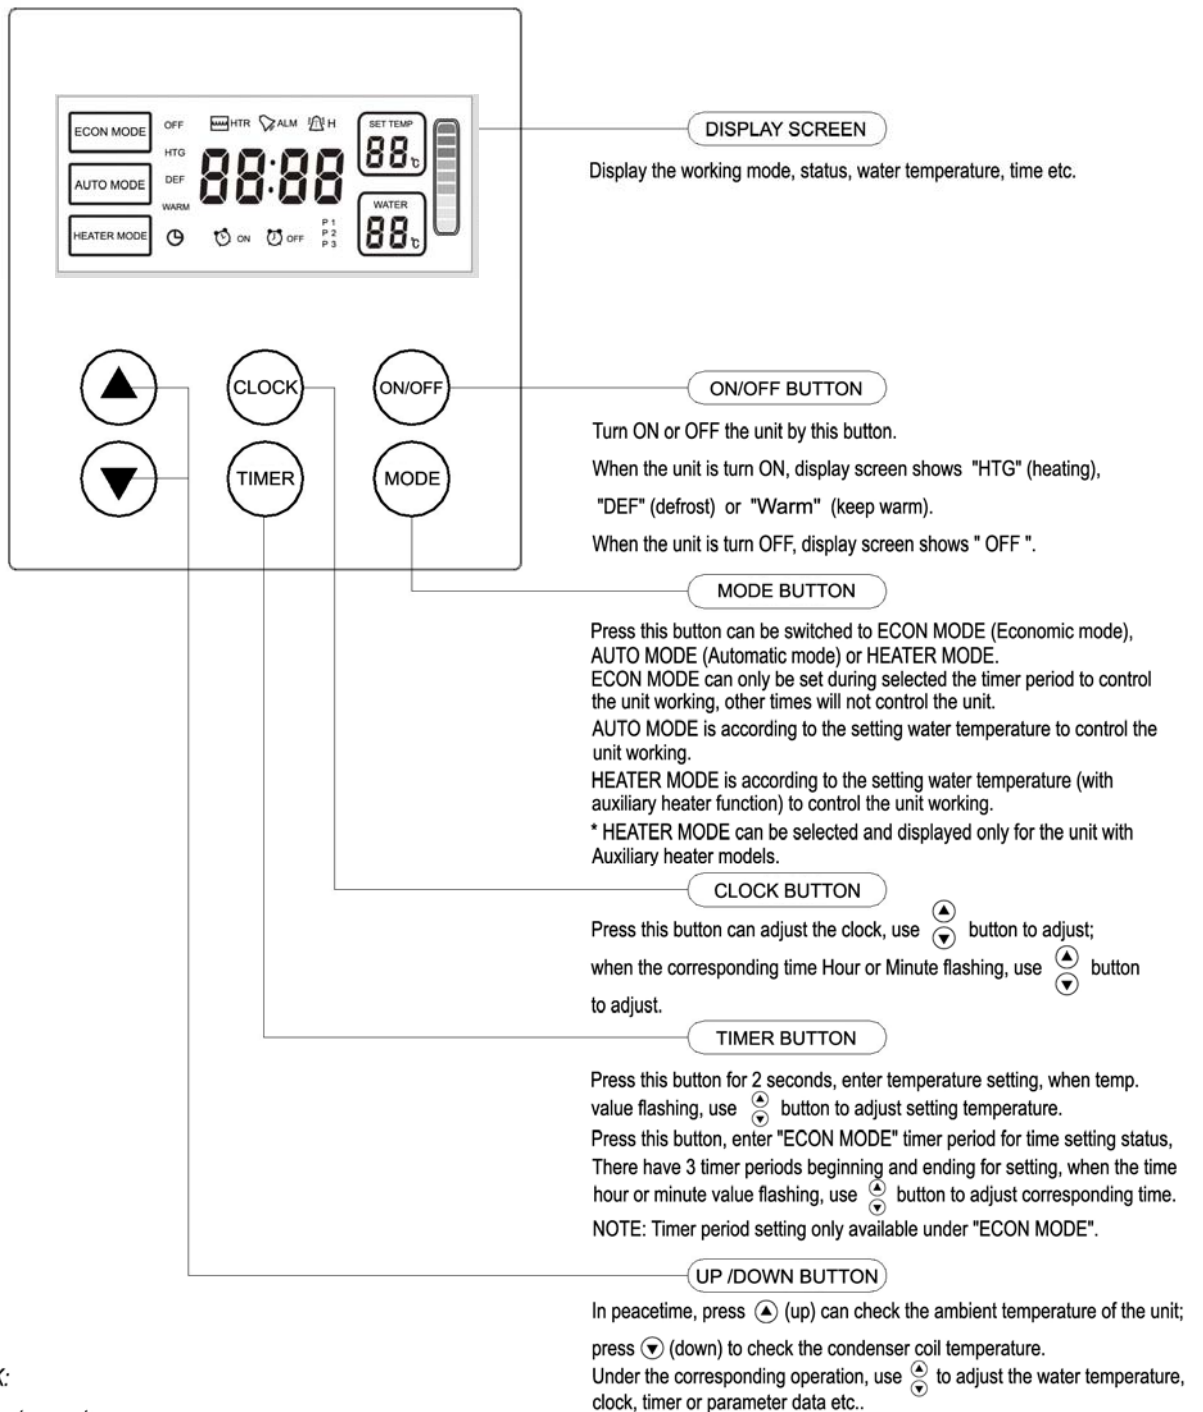 ECON MODE
AUTO MODE
HEATER MODE
OFF
HTG
DEF
WARM
HTR ALM H
88:88
ON OFF
P 1
P 2
P 3
SET TEMP
88 ℃
WATER
88 ℃
CLOCK
ON/OFF
TIMER
MODE
DISPLAY SCREEN
Display the working mode, status, water temperature, time etc.
ON/OFF BUTTON
Turn ON or OFF the unit by this button.
When the unit is turn ON, display screen shows "HTG" (heating),
"DEF" (defrost) or "Warm" (keep warm).
When the unit is turn OFF, display screen shows " OFF ".
MODE BUTTON
Press this button can be switched to ECON MODE (Economic mode),
AUTO MODE (Automatic mode) or HEATER MODE.
ECON MODE can only be set during selected the timer period to control
the unit working, other times will not control the unit.
AUTO MODE is according to the setting water temperature to control the
unit working.
HEATER MODE is according to the setting water temperature (with
auxiliary heater function) to control the unit working.
* HEATER MODE can be selected and displayed only for the unit with
Auxiliary heater models.
CLOCK BUTTON
Press this button can adjust the clock, use button to adjust;
when the corresponding time Hour or Minute flashing, use button
to adjust.
TIMER BUTTON
Press this button for 2 seconds, enter temperature setting, when temp.
value flashing, use button to adjust setting temperature.
Press this button, enter "ECON MODE" timer period for time setting status,
There have 3 timer periods beginning and ending for setting, when the time
hour or minute value flashing, use button to adjust corresponding time.
NOTE: Timer period setting only available under "ECON MODE".
UP /DOWN BUTTON
In peacetime, press (up) can check the ambient temperature of the unit;
press (down) to check the condenser coil temperature.
Under the corresponding operation, use to adjust the water temperature,
clock, timer or parameter data etc..